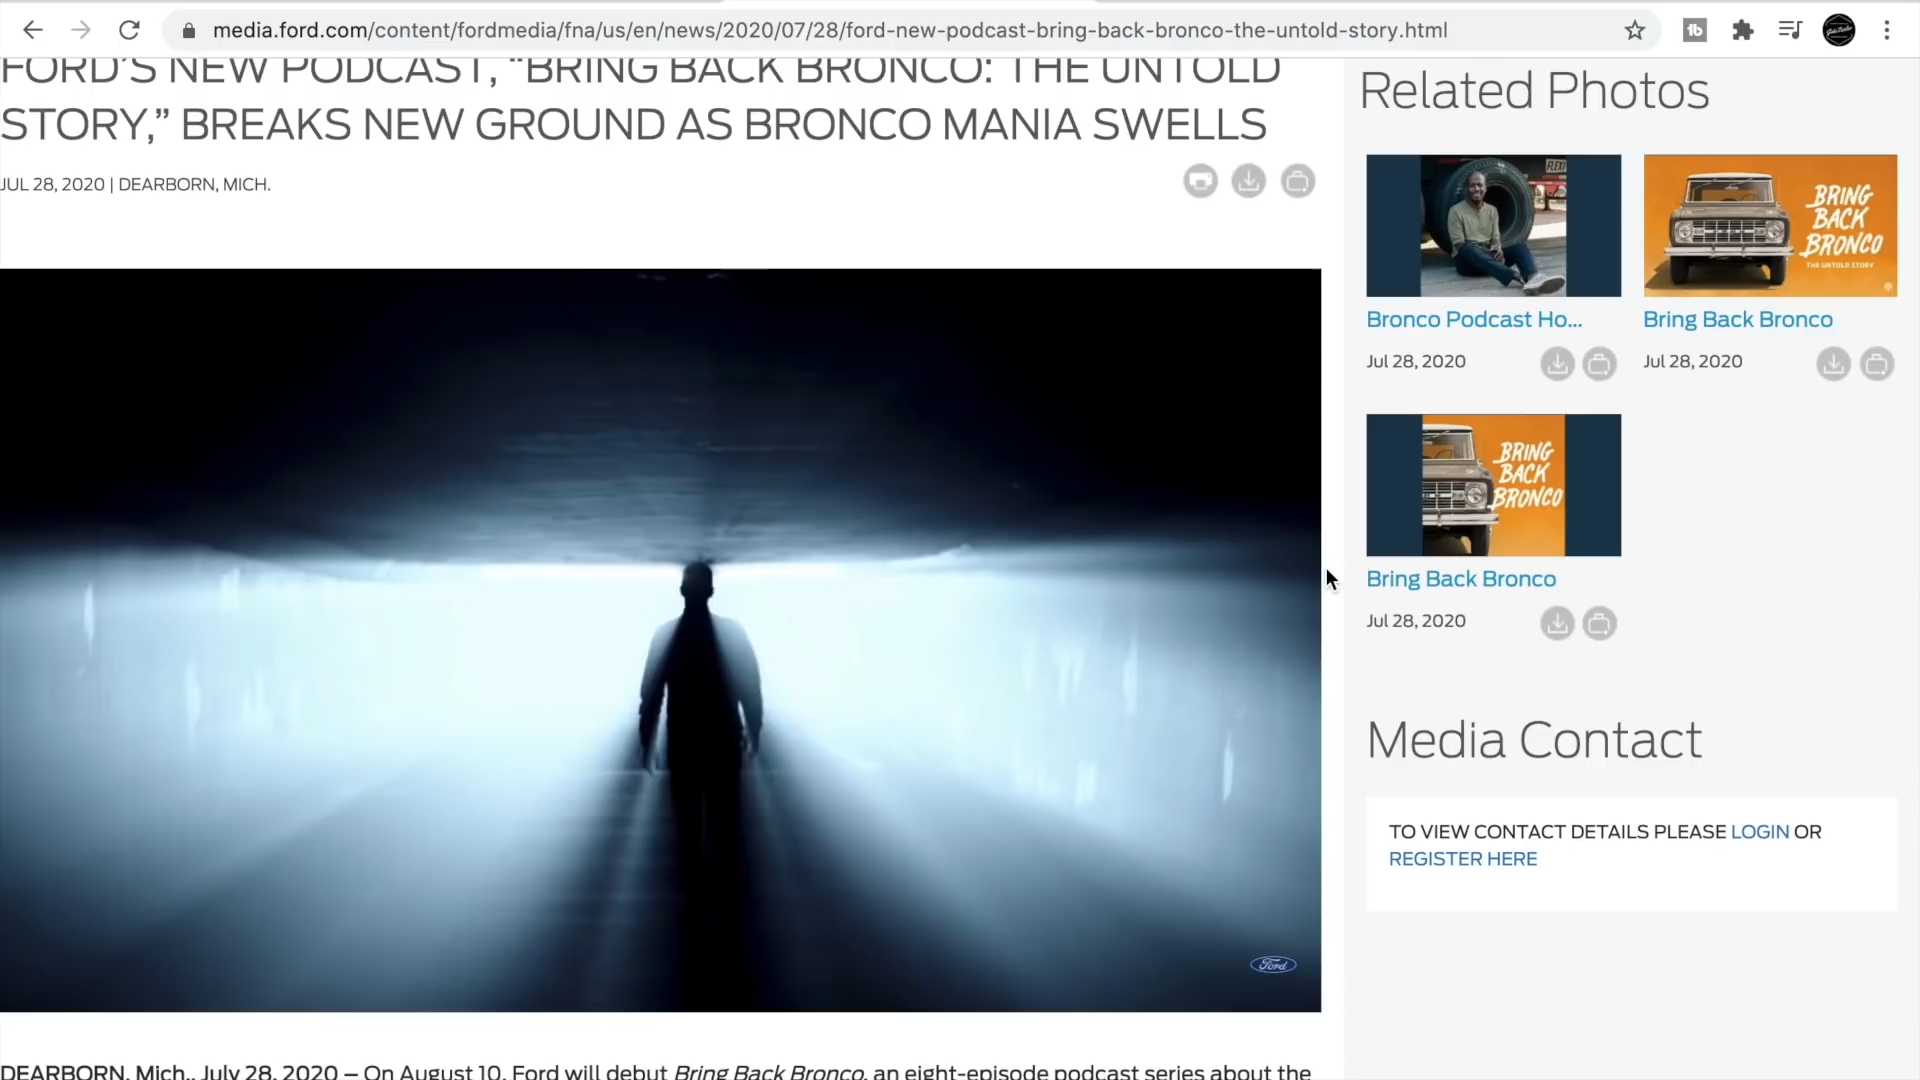 media.ford.com/content/fordmedia/fna/us/en/news/2020/07/28/ford-new-podcast-bring-back-bronco-the-untold-story.html
FORD'S NEW PODCAST, “BRING BACK BRONCO: THE UNTOLD
STORY,” BREAKS NEW GROUND AS BRONCO MANIA SWELLS
JUL 28, 2020 | DEARBORN, MICH.
Ford
DEARBORN, Mich., July 28, 2020 – On August 10, Ford will debut Bring Back Bronco, an eight-episode podcast series about the
Related Photos
FLEXI
Bronco Podcast Ho...
Jul 28, 2020
BRING
BACK
BRONCO
THE UNTOLD STORY
Bring Back Bronco
Jul 28, 2020
BRING
BACK
BRONCO
Bring Back Bronco
Jul 28, 2020
Media Contact
TO VIEW CONTACT DETAILS PLEASE LOGIN OR
REGISTER HERE